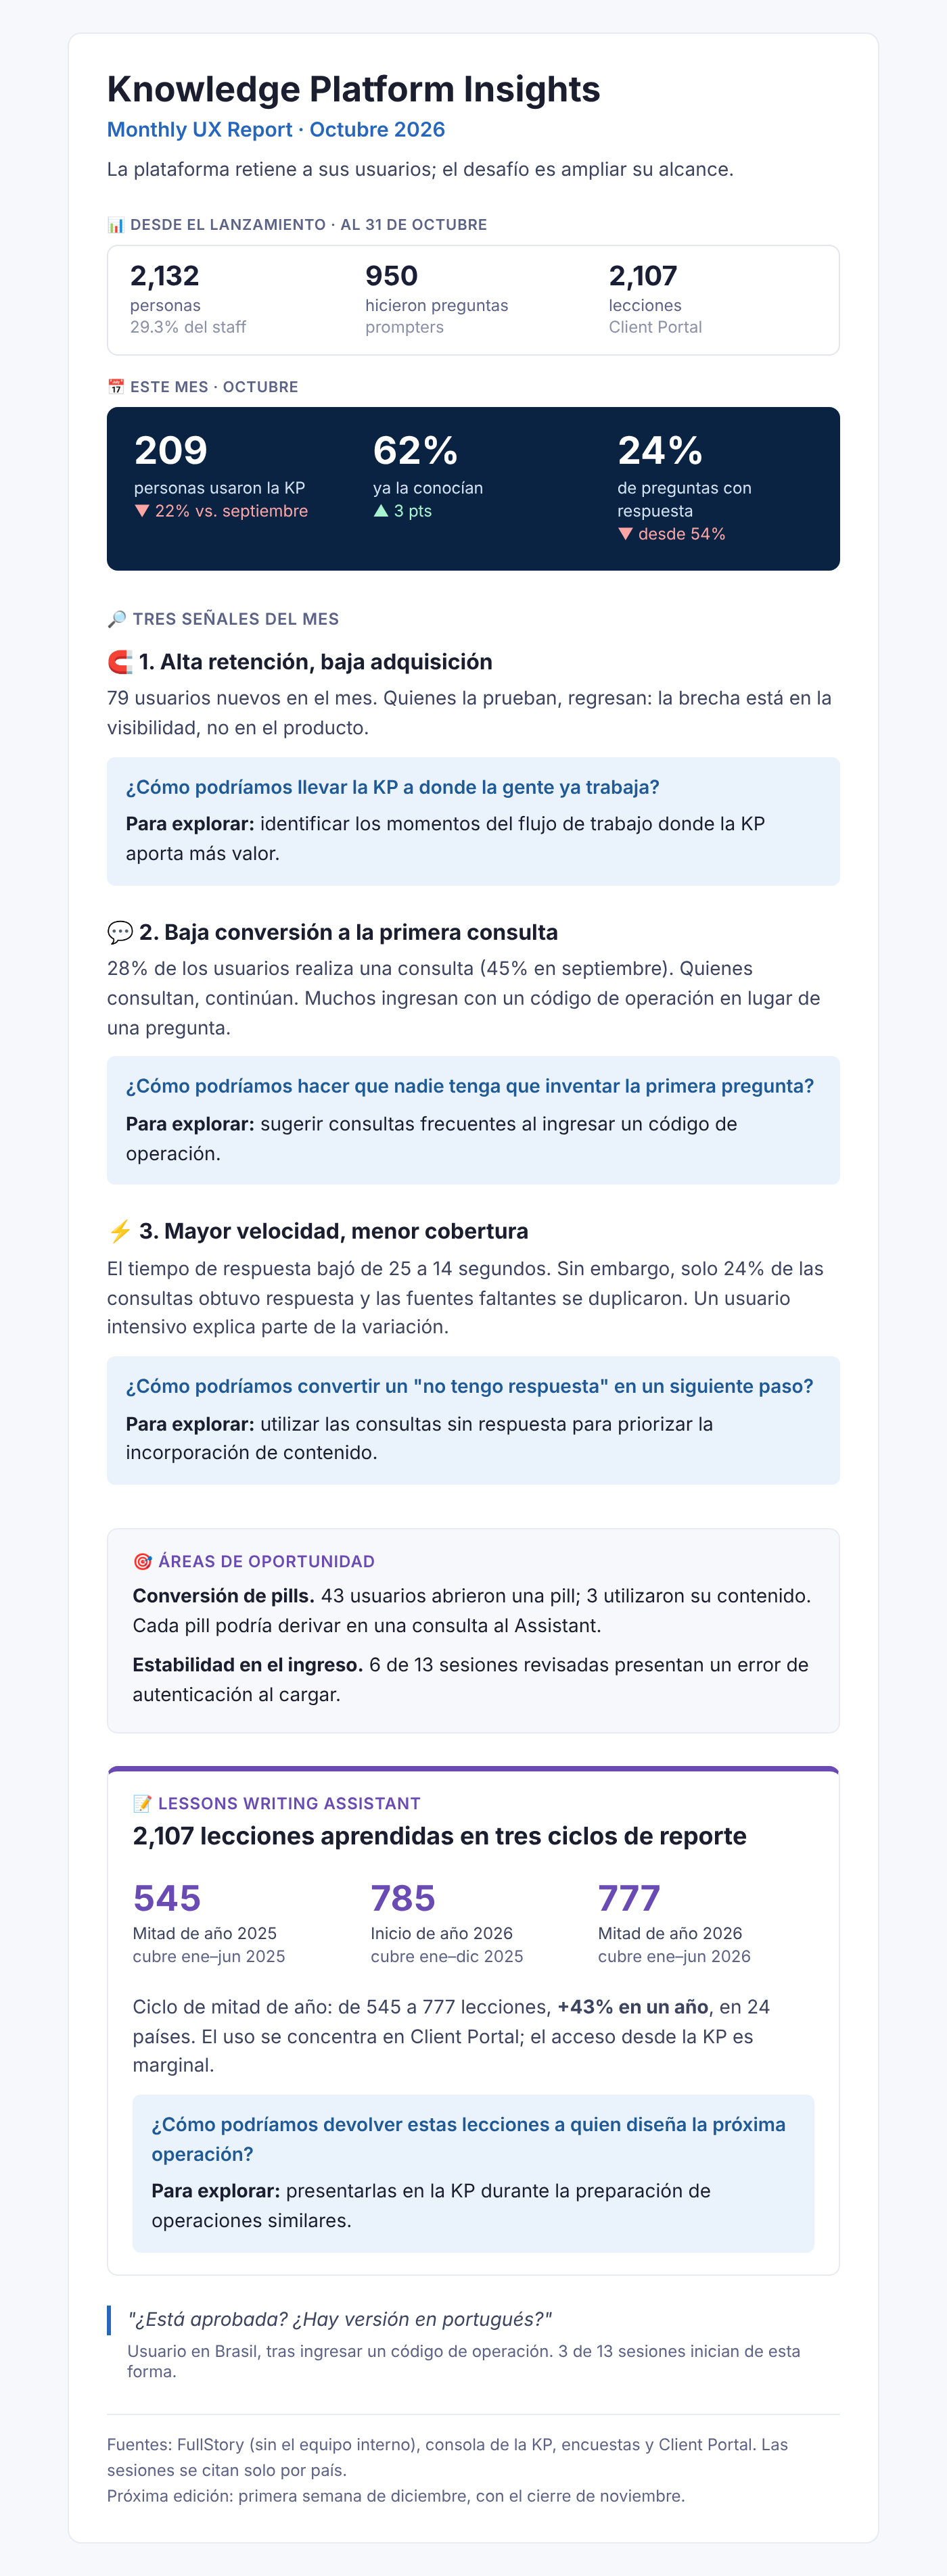 Knowledge Platform Insights
Monthly UX Report · Octubre 2026
La plataforma retiene a sus usuarios; el desafío es ampliar su alcance.
📊 DESDE EL LANZAMIENTO · AL 31 DE OCTUBRE
2,132 950 2,107
personas hicieron preguntas lecciones
29.3% del staff prompters Client Portal
📅 ESTE MES · OCTUBRE
209 62% 24%
personas usaron la KP ya la conocían de preguntas con
respuesta
▼ 22% vs. septiembre ▲ 3 pts
▼ desde 54%
🔎 TRES SEÑALES DEL MES
🧲 1. Alta retención, baja adquisición
79 usuarios nuevos en el mes. Quienes la prueban, regresan: la brecha está en la
visibilidad, no en el producto.
¿Cómo podríamos llevar la KP a donde la gente ya trabaja?
Para explorar: identificar los momentos del flujo de trabajo donde la KP
aporta más valor.
💬 2. Baja conversión a la primera consulta
28% de los usuarios realiza una consulta (45% en septiembre). Quienes
consultan, continúan. Muchos ingresan con un código de operación en lugar de
una pregunta.
¿Cómo podríamos hacer que nadie tenga que inventar la primera pregunta?
Para explorar: sugerir consultas frecuentes al ingresar un código de
operación.
⚡ 3. Mayor velocidad, menor cobertura
El tiempo de respuesta bajó de 25 a 14 segundos. Sin embargo, solo 24% de las
consultas obtuvo respuesta y las fuentes faltantes se duplicaron. Un usuario
intensivo explica parte de la variación.
¿Cómo podríamos convertir un "no tengo respuesta" en un siguiente paso?
Para explorar: utilizar las consultas sin respuesta para priorizar la
incorporación de contenido.
🎯 ÁREAS DE OPORTUNIDAD
Conversión de pills. 43 usuarios abrieron una pill; 3 utilizaron su contenido.
Cada pill podría derivar en una consulta al Assistant.
Estabilidad en el ingreso. 6 de 13 sesiones revisadas presentan un error de
autenticación al cargar.
📝 LESSONS WRITING ASSISTANT
2,107 lecciones aprendidas en tres ciclos de reporte
545 785 777
Mitad de año 2025 Inicio de año 2026 Mitad de año 2026
cubre ene–jun 2025 cubre ene–dic 2025 cubre ene–jun 2026
Ciclo de mitad de año: de 545 a 777 lecciones, +43% en un año, en 24
países. El uso se concentra en Client Portal; el acceso desde la KP es
marginal.
¿Cómo podríamos devolver estas lecciones a quien diseña la próxima
operación?
Para explorar: presentarlas en la KP durante la preparación de
operaciones similares.
"¿Está aprobada? ¿Hay versión en portugués?"
Usuario en Brasil, tras ingresar un código de operación. 3 de 13 sesiones inician de esta
forma.
Fuentes: FullStory (sin el equipo interno), consola de la KP, encuestas y Client Portal. Las
sesiones se citan solo por país.
Próxima edición: primera semana de diciembre, con el cierre de noviembre.